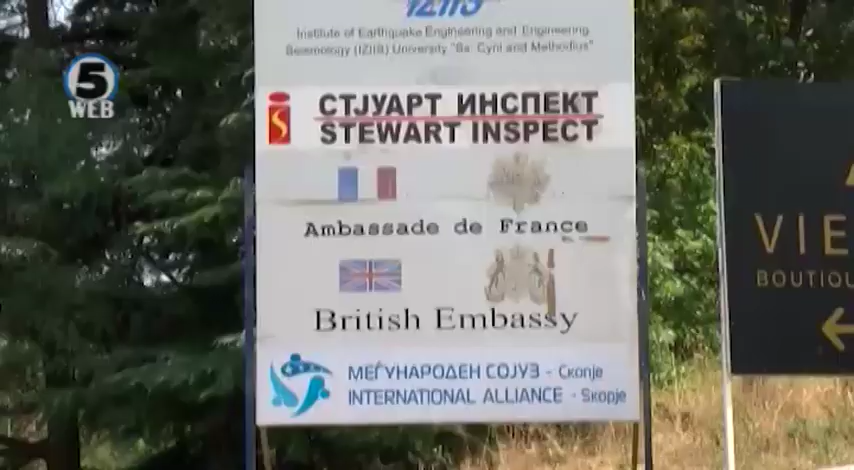 IZIIS
Institute of Earthquake Engineering and Engineering
Seismology (IZIIS) University "Ss. Cyril and Methodius"
5
WEB
СТЈУАРТ ИНСПЕКТ
STEWART INSPECT
Ambassade de France
British Embassy
МЕЃУНАРОДЕН СОЈУЗ - Скопје
INTERNATIONAL ALLIANCE - Skopje
VIE
BOUTIQU